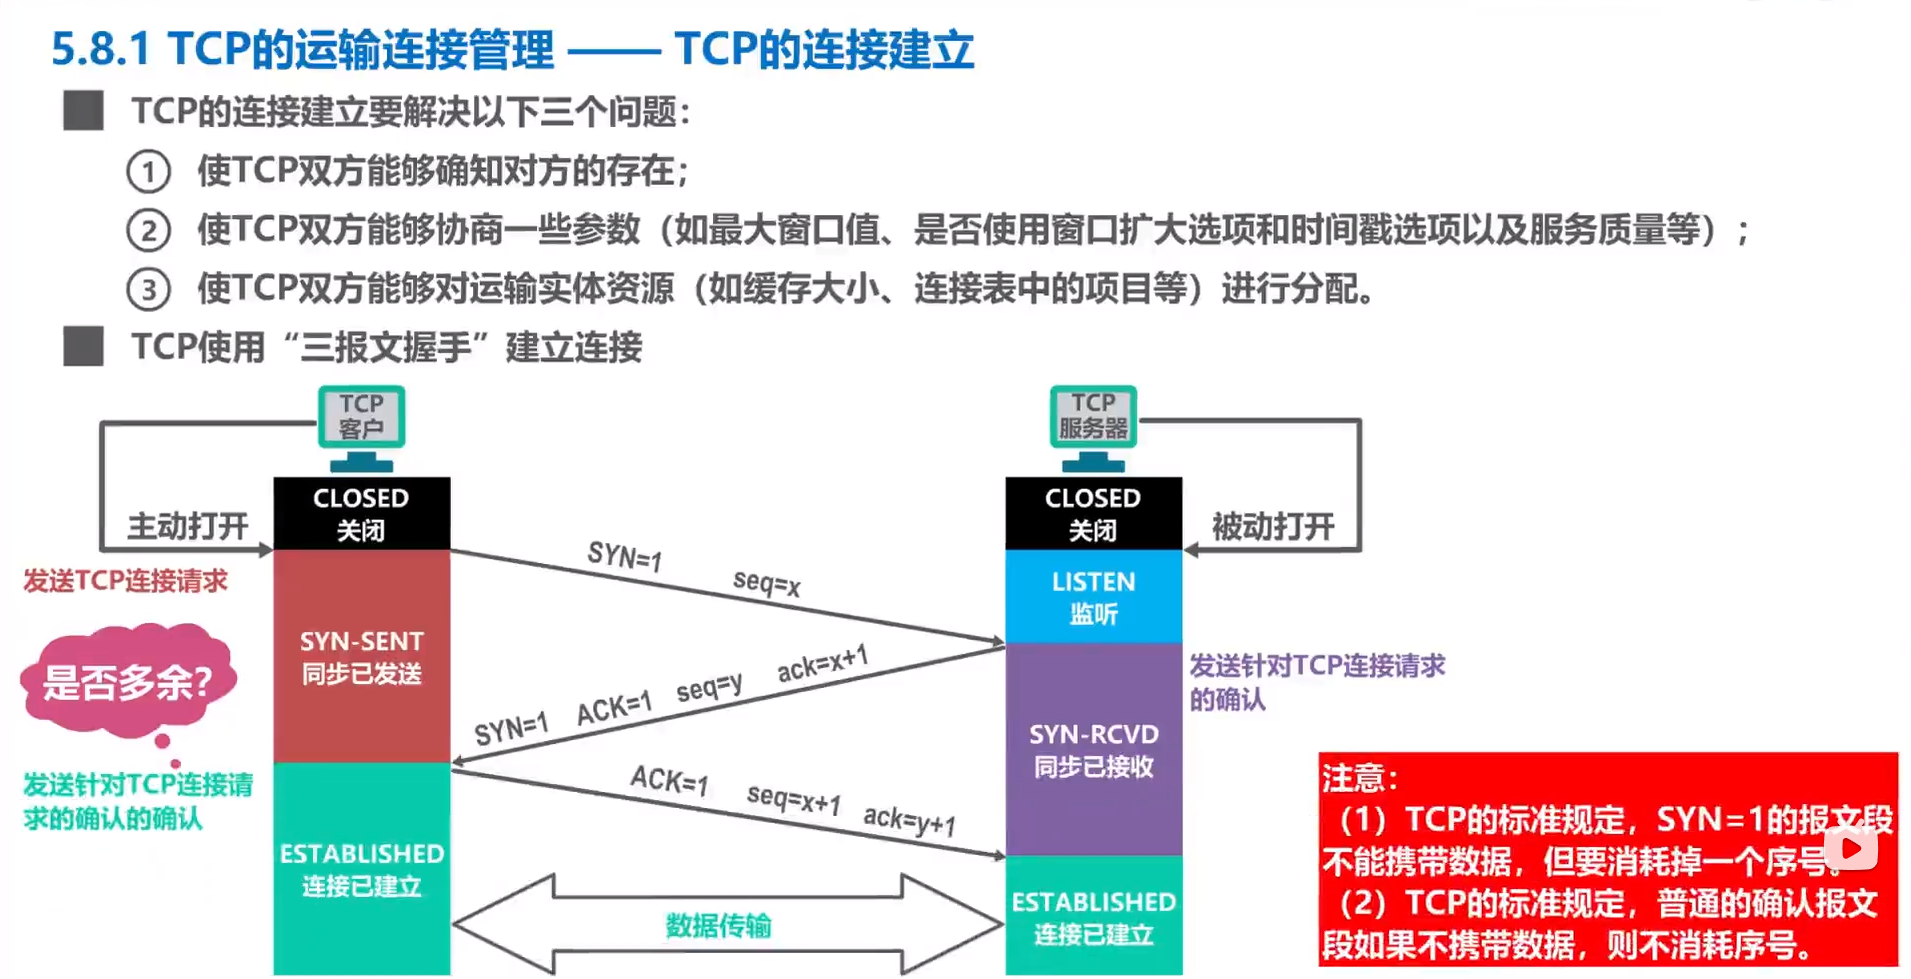 5.8.1 TCP的运输连接管理 —— TCP的连接建立
TCP的连接建立要解决以下三个问题：
① 使TCP双方能够确知对方的存在；
② 使TCP双方能够协商一些参数（如最大窗口值、是否使用窗口扩大选项和时间戳选项以及服务质量等）；
③ 使TCP双方能够对运输实体资源（如缓存大小、连接表中的项目等）进行分配。
TCP使用“三报文握手”建立连接
TCP
客户
TCP
服务器
主动打开
CLOSED
关闭
CLOSED
关闭
被动打开
发送TCP连接请求
SYN=1 seq=x
LISTEN
监听
SYN-SENT
同步已发送
是否多余？
SYN=1 ACK=1 seq=y ack=x+1
发送针对TCP连接请求
的确认
SYN-RCVD
同步已接收
发送针对TCP连接请
求的确认的确认
ACK=1 seq=x+1 ack=y+1
ESTABLISHED
连接已建立
数据传输
ESTABLISHED
连接已建立
注意：
（1）TCP的标准规定，SYN=1的报文段
不能携带数据，但要消耗掉一个序号。
（2）TCP的标准规定，普通的确认报文
段如果不携带数据，则不消耗序号。